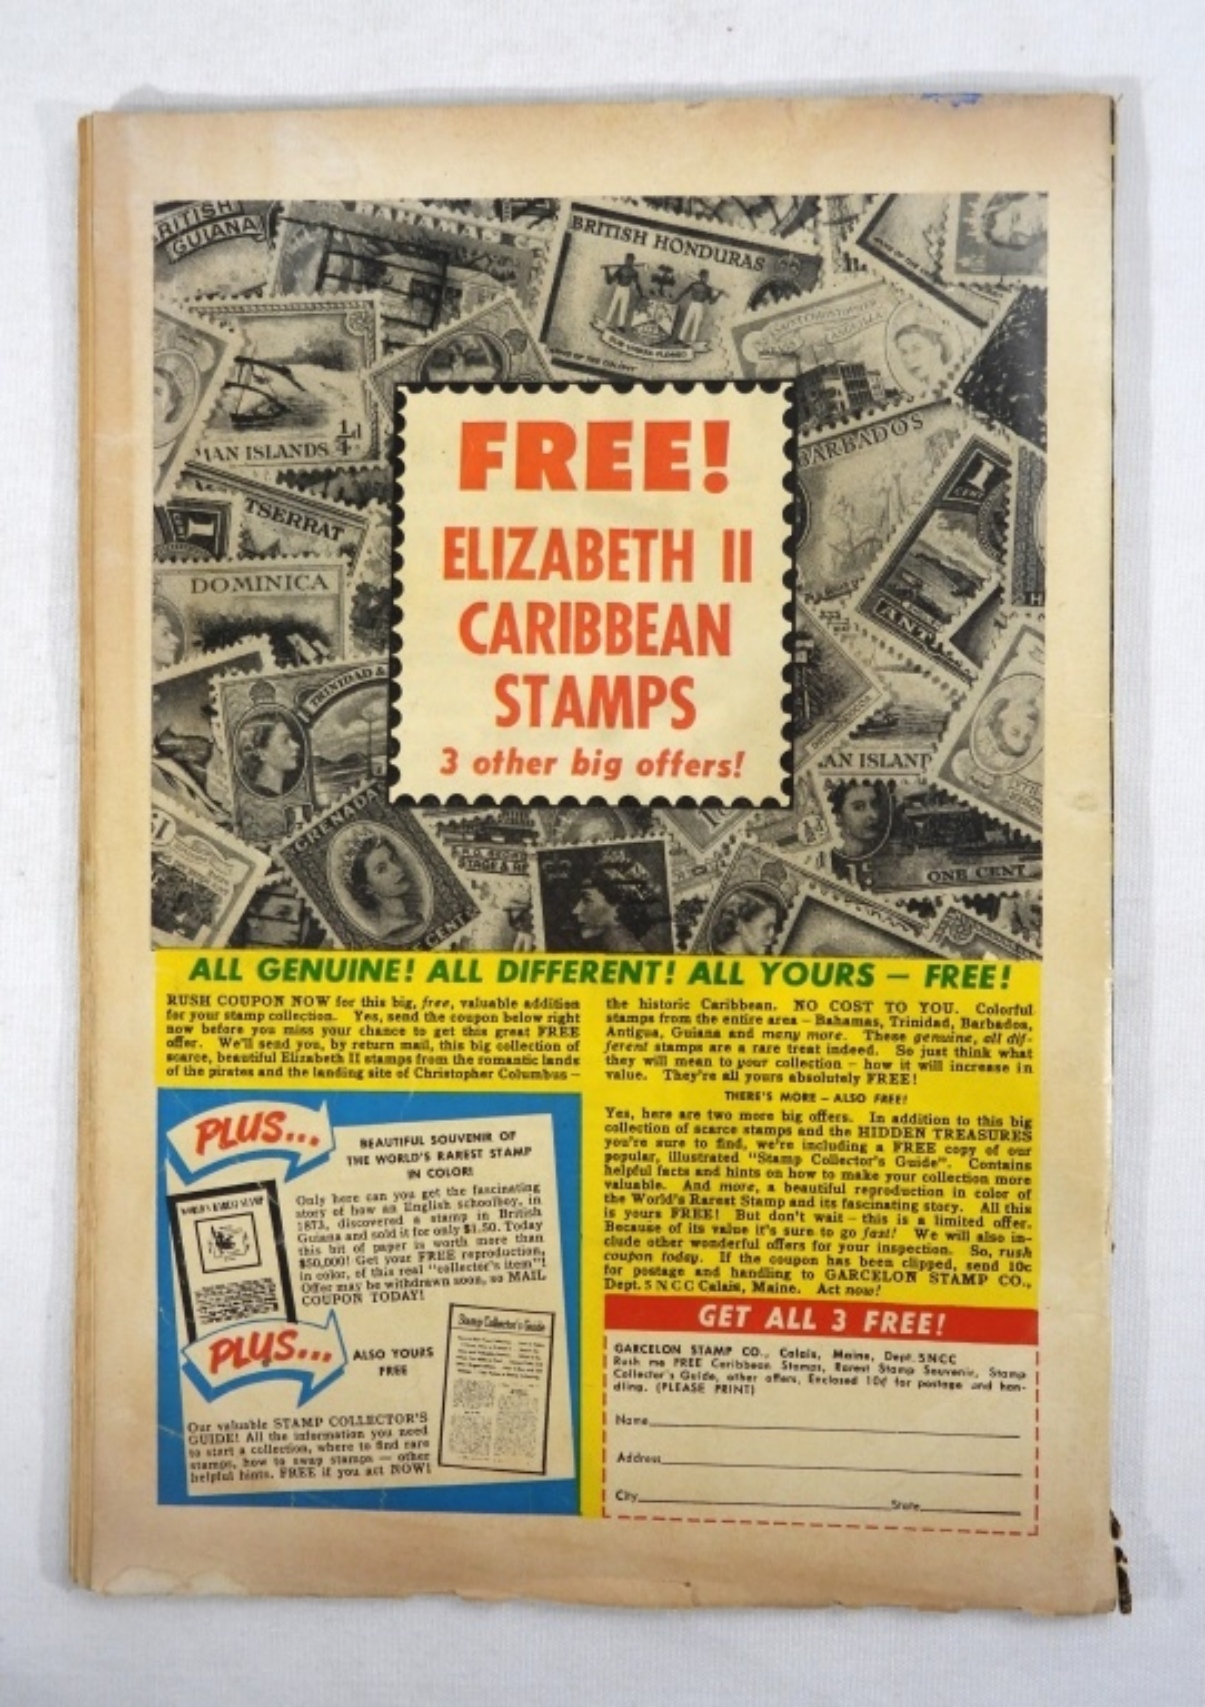 BRITISH
GUIANA
BAHAMAS
BRITISH HONDURAS
MAN ISLANDS 1/4d
TSERRAT
DOMINICA
BARBADOS
1
CENT
ANT
TRINIDAD &
AN ISLAND
GRENADA
CENT
ONE CENT
FREE!
ELIZABETH II
CARIBBEAN
STAMPS
3 other big offers!
ALL GENUINE! ALL DIFFERENT! ALL YOURS — FREE!
RUSH COUPON NOW for this big, free, valuable addition
for your stamp collection. Yes, send the coupon below right
now before you miss your chance to get this great FREE
offer. We'll send you, by return mail, this big collection of
scarce, beautiful Elizabeth II stamps from the romantic lands
of the pirates and the landing site of Christopher Columbus —
the historic Caribbean. NO COST TO YOU. Colorful
stamps from the entire area — Bahamas, Trinidad, Barbados,
Antigua, Guiana and many more. These genuine, all dif-
ferent stamps are a rare treat indeed. So just think what
they will mean to your collection — how it will increase in
value. They're all yours absolutely FREE!
THERE'S MORE — ALSO FREE!
Yes, here are two more big offers. In addition to this big
collection of scarce stamps and the HIDDEN TREASURES
you're sure to find, we're including a FREE copy of our
popular, illustrated "Stamp Collector's Guide". Contains
helpful facts and hints on how to make your collection more
valuable. And more, a beautiful reproduction in color of
the World's Rarest Stamp and its fascinating story. All this
is yours FREE! But don't wait — this is a limited offer.
Because of its value it's sure to go fast! We will also in-
clude other wonderful offers for your inspection. So, rush
coupon today. If the coupon has been clipped, send 10c
for postage and handling to GARCELON STAMP CO.,
Dept. 5NCC Calais, Maine. Act now!
PLUS...
BEAUTIFUL SOUVENIR OF
THE WORLD'S RAREST STAMP
IN COLOR!
WORLD'S RAREST STAMP
Only here can you get the fascinating
story of how an English schoolboy, in
1873, discovered a stamp in British
Guiana and sold it for only $1.50. Today
this bit of paper is worth more than
$50,000! Get your FREE reproduction,
in color, of this real "collector's item"!
Offer may be withdrawn soon, so MAIL
COUPON TODAY!
PLUS...
ALSO YOURS
FREE
Stamp Collector's Guide
Our valuable STAMP COLLECTOR'S
GUIDE! All the information you need
to start a collection, where to find rare
stamps, how to swap stamps — other
helpful hints. FREE if you act NOW!
GET ALL 3 FREE!
GARCELON STAMP CO., Calais, Maine, Dept. 5NCC
Rush me FREE Caribbean Stamps, Rarest Stamp Souvenir, Stamp
Collector's Guide, other offers, Enclosed 10¢ for postage and han-
dling. (PLEASE PRINT)
Name
Address
City State